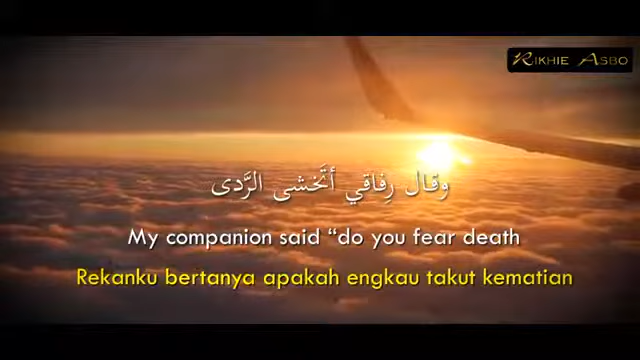 RIKHIE ASBO
وقال رِفاقي أتَخشى الرَّدى
My companion said “do you fear death
Rekanku bertanya apakah engkau takut kematian